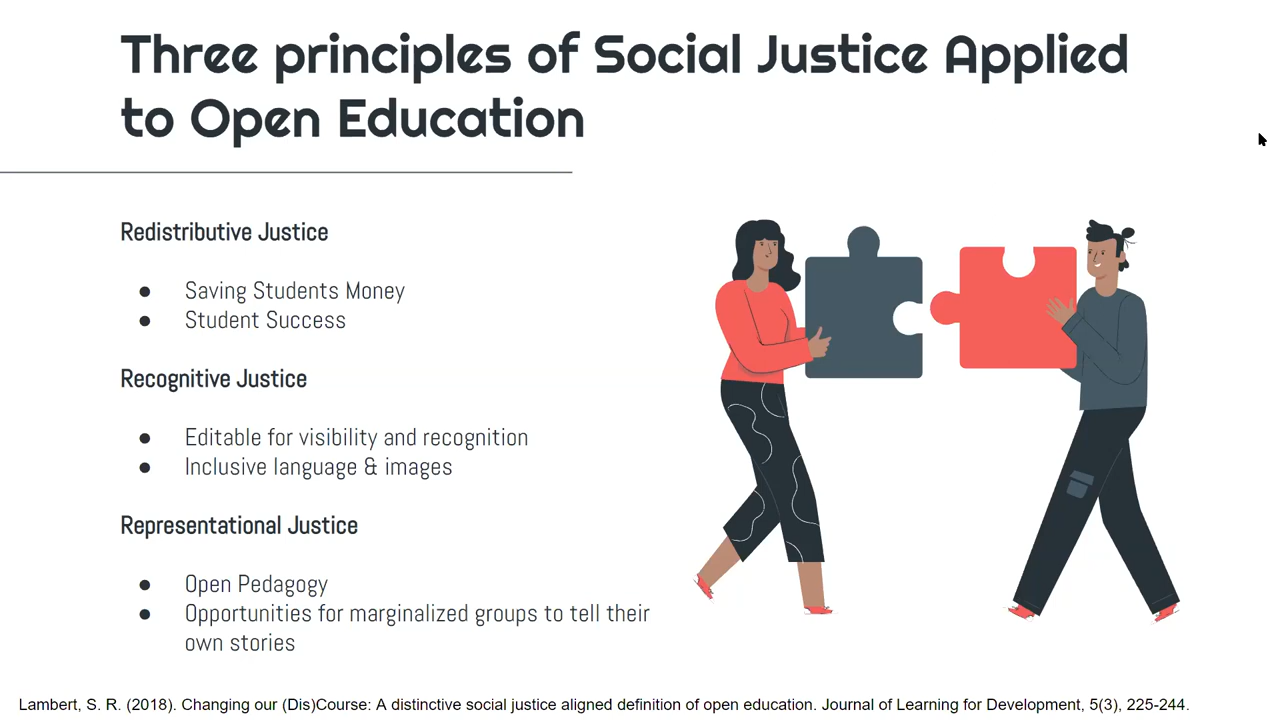 Three principles of Social Justice Applied
to Open Education
Redistributive Justice
● Saving Students Money
● Student Success
Recognitive Justice
● Editable for visibility and recognition
● Inclusive language & images
Representational Justice
● Open Pedagogy
● Opportunities for marginalized groups to tell their
own stories
Lambert, S. R. (2018). Changing our (Dis)Course: A distinctive social justice aligned definition of open education. Journal of Learning for Development, 5(3), 225-244.